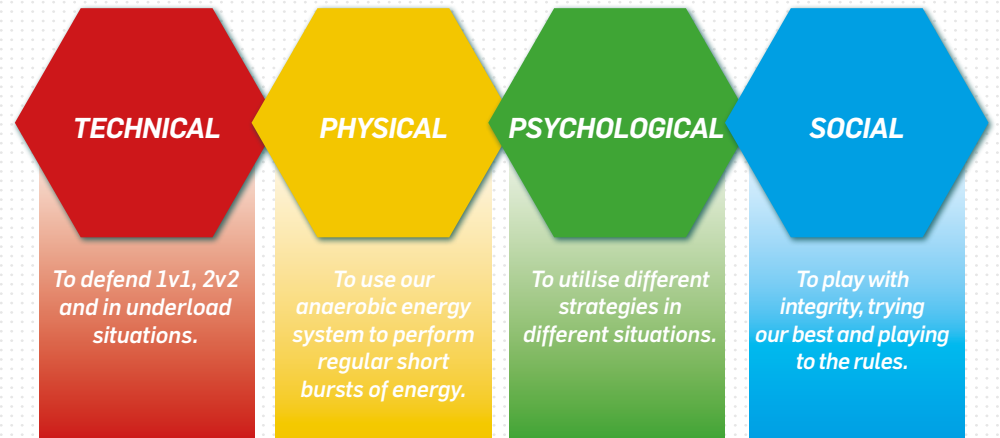 TECHNICAL
To defend 1v1, 2v2
and in underload
situations.
PHYSICAL
To use our
anaerobic energy
system to perform
regular short
bursts of energy.
PSYCHOLOGICAL
To utilise different
strategies in
different situations.
SOCIAL
To play with
integrity, trying
our best and playing
to the rules.